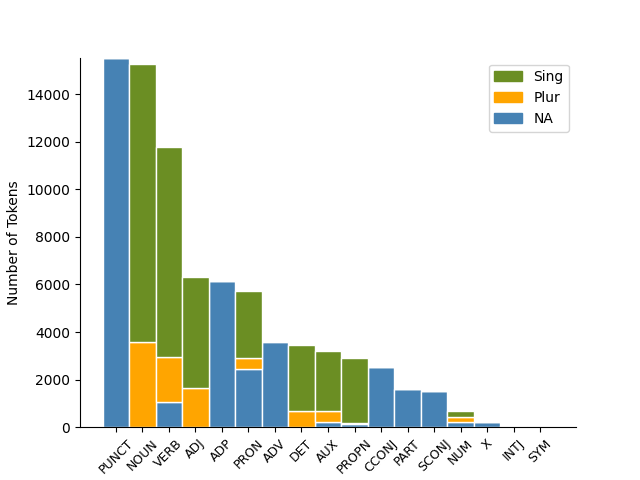 Sing
Plur
NA
Number of Tokens
14000
12000
10000
8000
6000
4000
2000
0
PUNCT NOUN VERB ADJ ADP PRON ADV DET AUX PROPN CCONJ PART SCONJ NUM X INTJ SYM